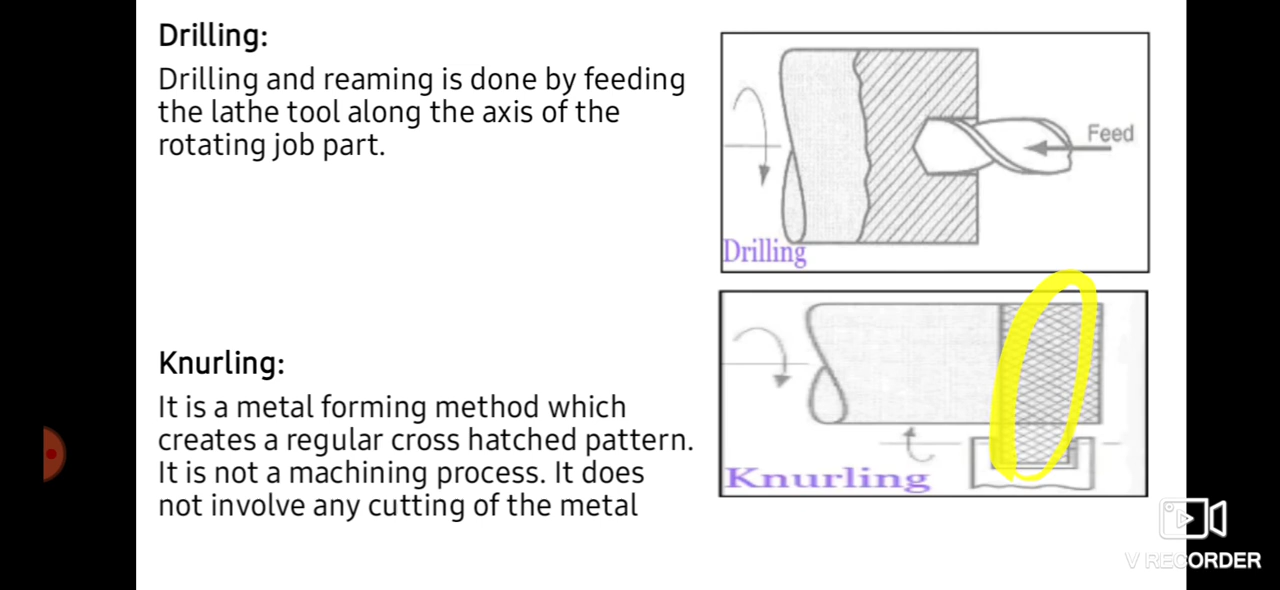 Drilling:
Drilling and reaming is done by feeding
the lathe tool along the axis of the
rotating job part.
Feed
Drilling
Knurling:
It is a metal forming method which
creates a regular cross hatched pattern.
It is not a machining process. It does
not involve any cutting of the metal
Knurling
V RECORDER